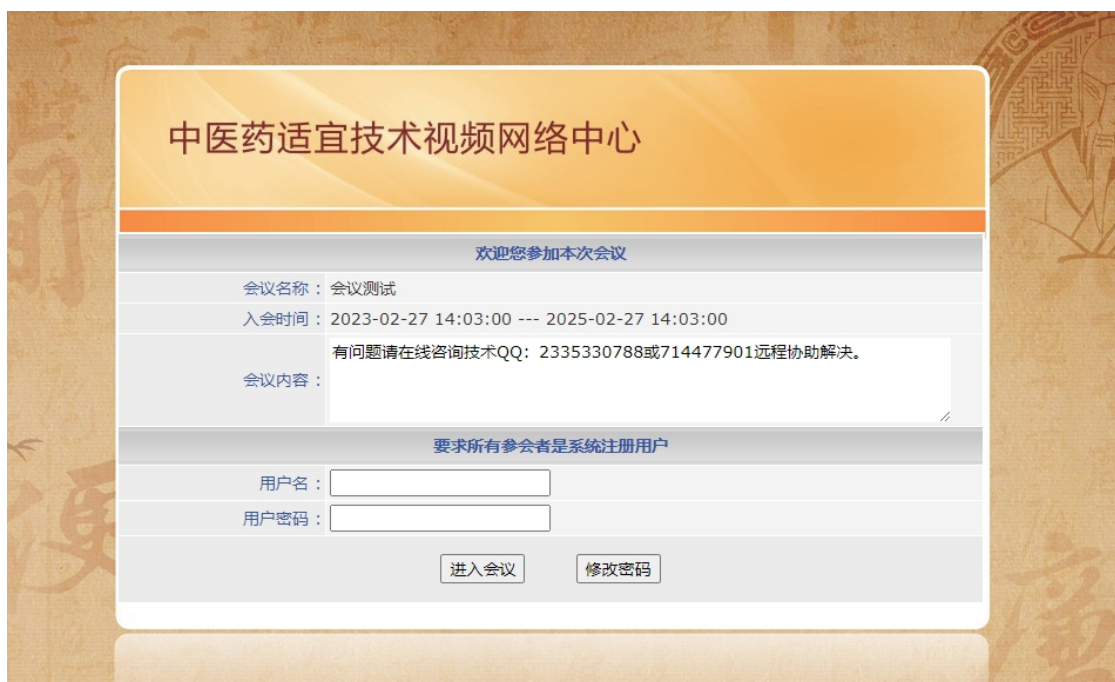 中医药适宜技术视频网络中心
欢迎您参加本次会议
会议名称： 会议测试
入会时间： 2023-02-27 14:03:00 --- 2025-02-27 14:03:00
会议内容： 有问题请在线咨询技术QQ：2335330788或714477901远程协助解决。
要求所有参会者是系统注册用户
用户名：
用户密码：
进入会议 修改密码